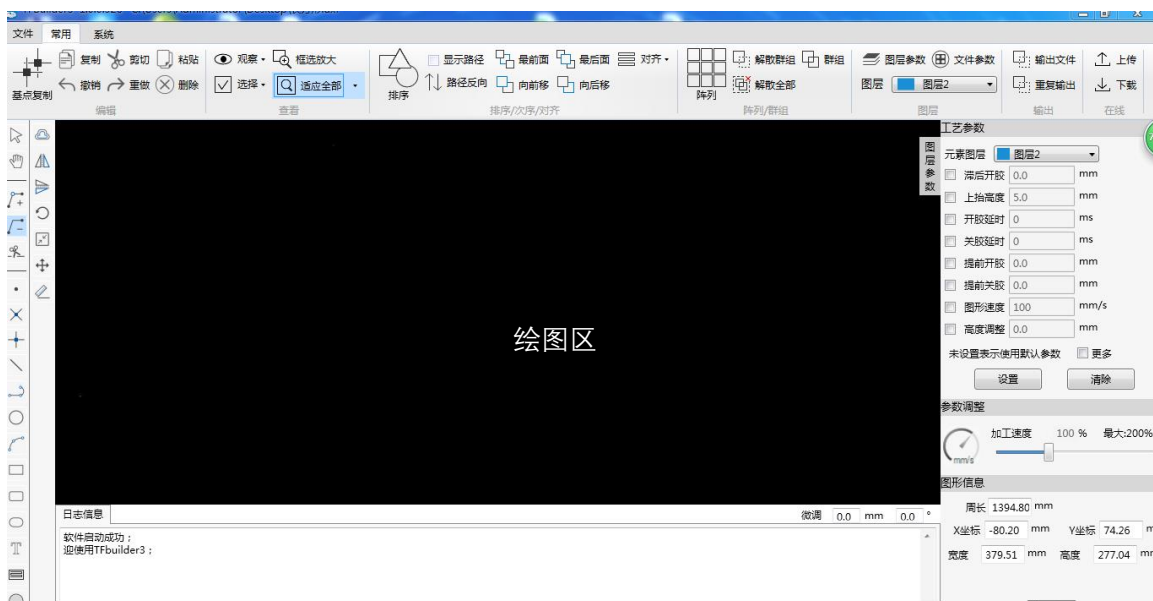 文件 常用 系统
复制 剪切 粘贴 观察 框选放大 显示路径 最前面 最后面 对齐 解散群组 群组 图层参数 文件参数 输出文件 上传
基点复制 撤销 重做 删除 选择 适应全部 排序 路径反向 向前移 向后移 阵列 解散全部 图层 图层2 重复输出 下载
编辑 查看 排序/次序/对齐 阵列/群组 图层 输出 在线
工艺参数
图层参数
元素图层 图层2
滞后开胶 0.0 mm
上抬高度 5.0 mm
开胶延时 0 ms
关胶延时 0 ms
提前开胶 0.0 mm
提前关胶 0.0 mm
图形速度 100 mm/s
高度调整 0.0 mm
绘图区
未设置表示使用默认参数 更多
设置 清除
参数调整
加工速度 100 % 最大:200%
mm/s
图形信息
周长 1394.80 mm
X坐标 -80.20 mm Y坐标 74.26
宽度 379.51 mm 高度 277.04
日志信息 微调 0.0 mm 0.0 °
软件启动成功；
迎使用TFbuilder3；